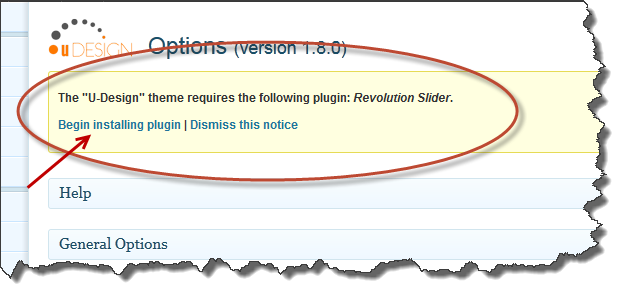 uDESIGN Options (version 1.8.0)
The "U-Design" theme requires the following plugin: Revolution Slider.
Begin installing plugin | Dismiss this notice
Help
General Options